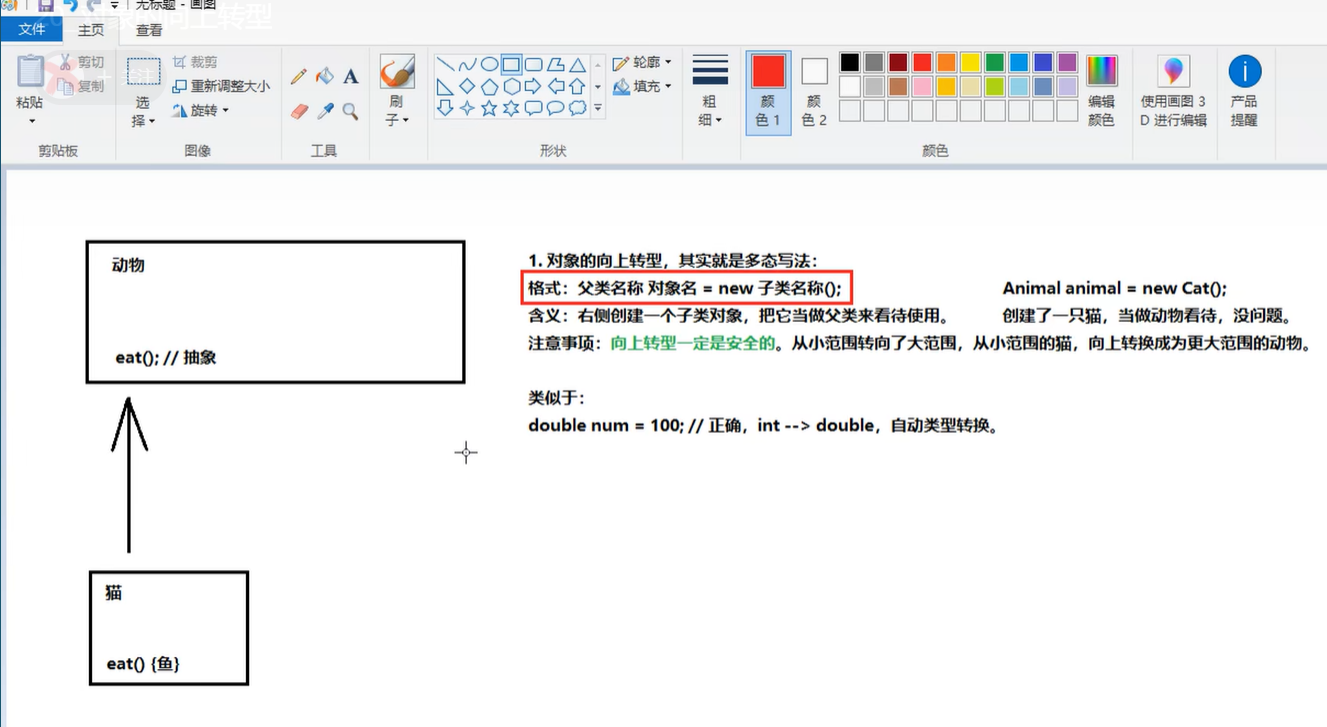 无标题 - 画图
对象的向上转型
文件 主页 查看
粘贴
剪切
复制
+ 关注
剪贴板
选
择
裁剪
重新调整大小
旋转
图像
A
工具
刷
子
轮廓
填充
形状
粗
细
颜
色 1
颜
色 2
编辑
颜色
颜色
使用画图 3
D 进行编辑
产品
提醒
动物
eat(); // 抽象
猫
eat() {鱼}
1. 对象的向上转型，其实就是多态写法：
格式：父类名称 对象名 = new 子类名称();
Animal animal = new Cat();
含义：右侧创建一个子类对象，把它当做父类来看待使用。
创建了一只猫，当做动物看待，没问题。
注意事项：向上转型一定是安全的。从小范围转向了大范围，从小范围的猫，向上转换成为更大范围的动物。
类似于：
double num = 100; // 正确，int --> double，自动类型转换。